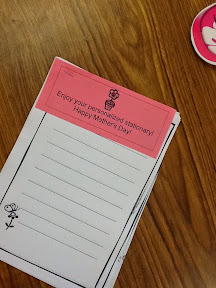 Enjoy your personalized stationary!
Happy Mother's Day!